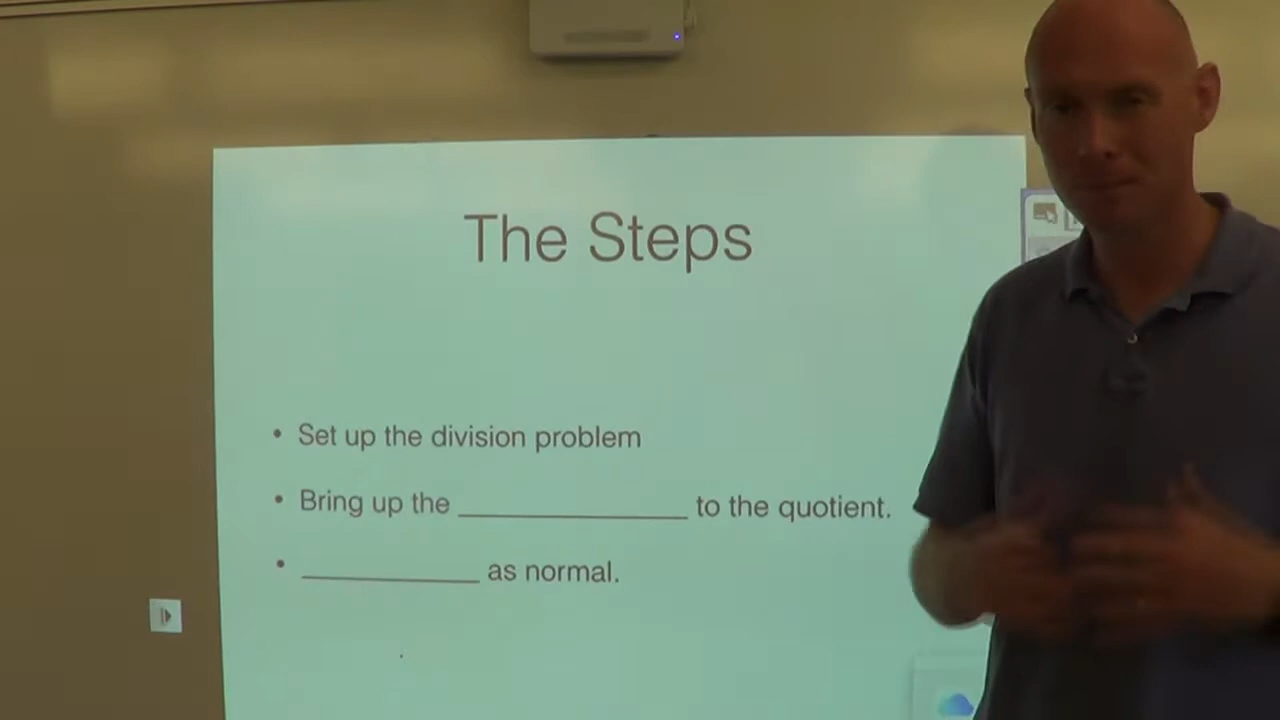 The Steps
• Set up the division problem
• Bring up the ______________ to the quotient.
• ___________ as normal.